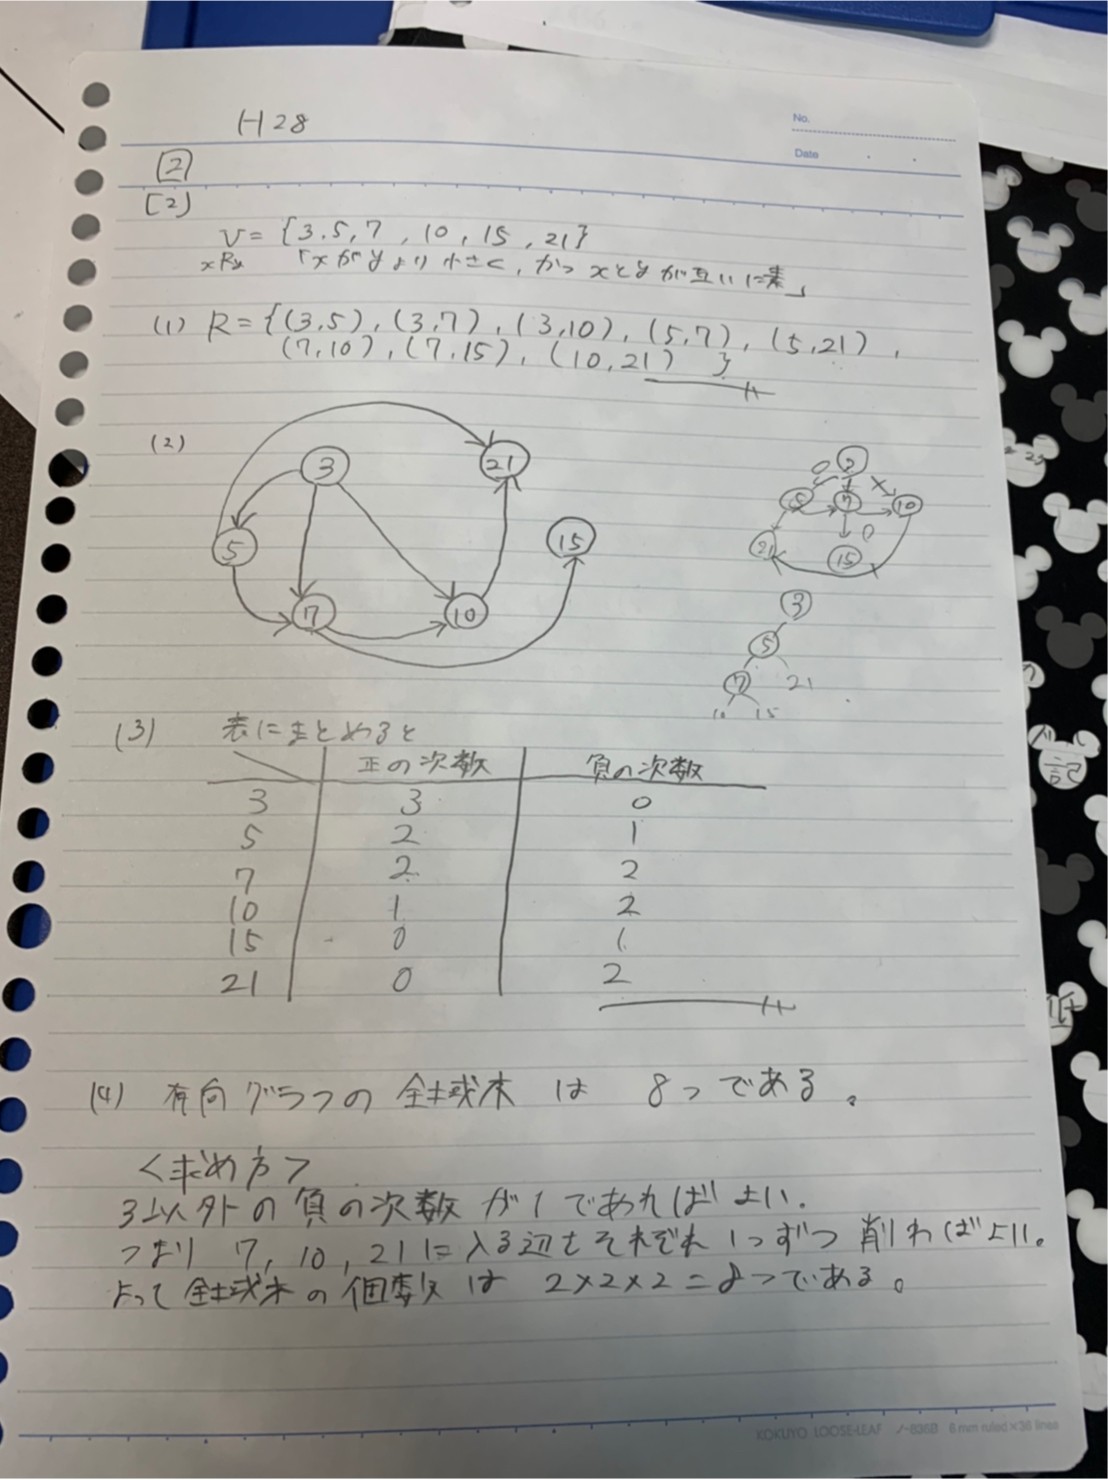 H28
No.
Date
[2]
[2]
V = {3.5,7 , 10 , 15 , 21}
xRy 「xがyより小さく,かつxとyが互いに素」
(1) R={(3,5),(3,7),(3,10),(5,7),(5,21),
(7,10),(7,15),(10,21)}
(2)
3
21
5
15
7
10
3
5
7
10
21
15
3
5
7
21
15
(3) 表にまとめると
正の次数 負の次数
3 3 0
5 2 1
7 2 2
10 1 2
15 0 1
21 0 2
(4) 有向グラフの全域木は 8つである。
<求め方>
3以外の負の次数が1であればよい.
つまり 7, 10, 21に入る辺をそれぞれ1つずつ削ればよい。
よって全域木の個数は 2×2×2=8つである。
KOKUYO LOOSE-LEAF ノ-836B 6 mm ruled×36 lines
記
低